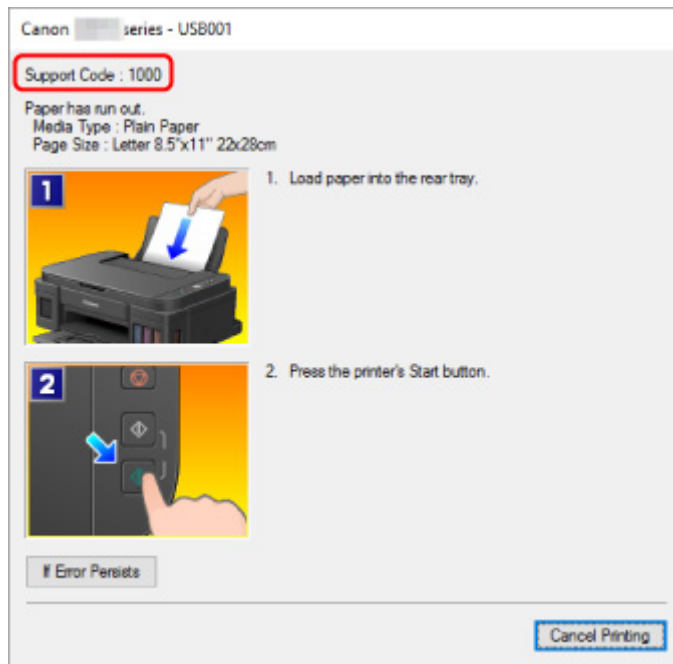 Canon series - USB001
Support Code : 1000
Paper has run out.
Media Type : Plain Paper
Page Size : Letter 8.5"x11" 22x28cm
1
1. Load paper into the rear tray.
2
2. Press the printer's Start button.
If Error Persists
Cancel Printing